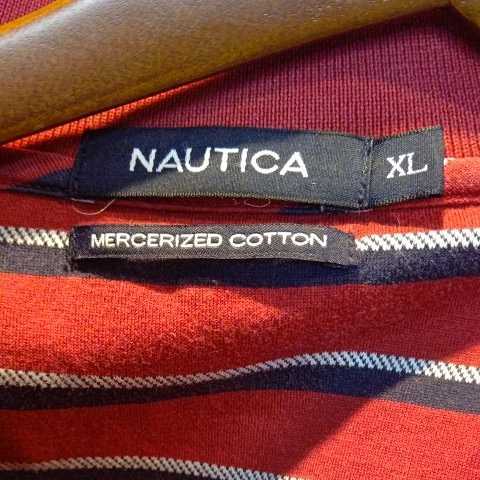 NAUTICA XL
MERCERIZED COTTON